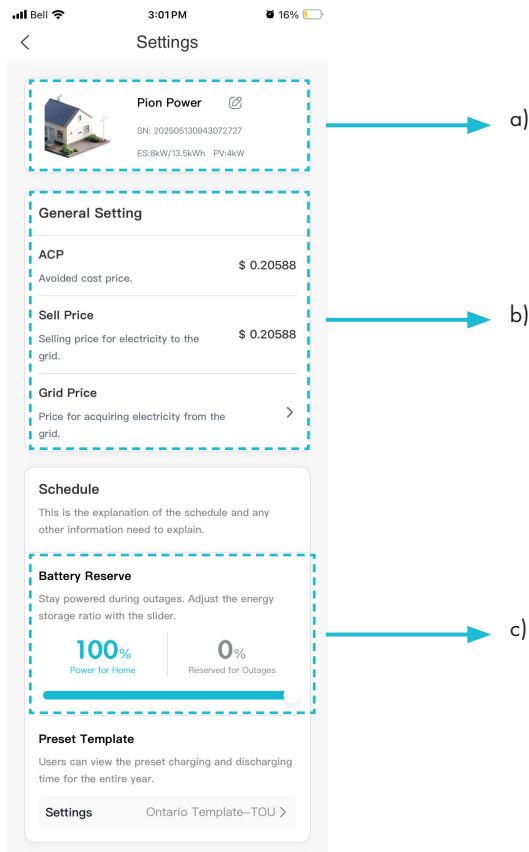 Bell 3:01PM 16%
Settings
Pion Power
SN: 202505130943072727
ES:8kW/13.5kWh PV:4kW
a)
General Setting
ACP
$ 0.20588
Avoided cost price.
Sell Price
$ 0.20588
Selling price for electricity to the
grid.
b)
Grid Price
Price for acquiring electricity from the
grid.
Schedule
This is the explanation of the schedule and any
other information need to explain.
Battery Reserve
Stay powered during outages. Adjust the energy
storage ratio with the slider.
100% 0%
Power for Home Reserved for Outages
c)
Preset Template
Users can view the preset charging and discharging
time for the entire year.
Settings Ontario Template-TOU